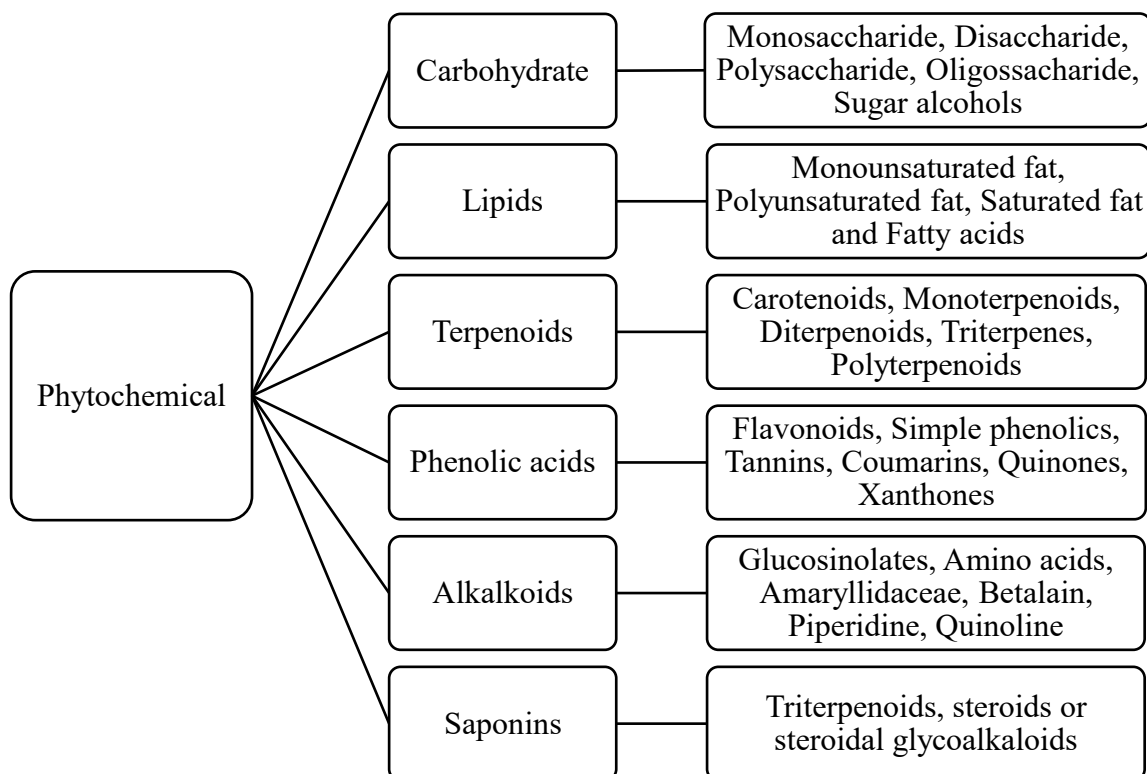 Phytochemical
Carbohydrate
Monosaccharide, Disaccharide,
Polysaccharide, Oligossacharide,
Sugar alcohols
Lipids
Monounsaturated fat,
Polyunsaturated fat, Saturated fat
and Fatty acids
Terpenoids
Carotenoids, Monoterpenoids,
Diterpenoids, Triterpenes,
Polyterpenoids
Phenolic acids
Flavonoids, Simple phenolics,
Tannins, Coumarins, Quinones,
Xanthones
Alkalkoids
Glucosinolates, Amino acids,
Amaryllidaceae, Betalain,
Piperidine, Quinoline
Saponins
Triterpenoids, steroids or
steroidal glycoalkaloids